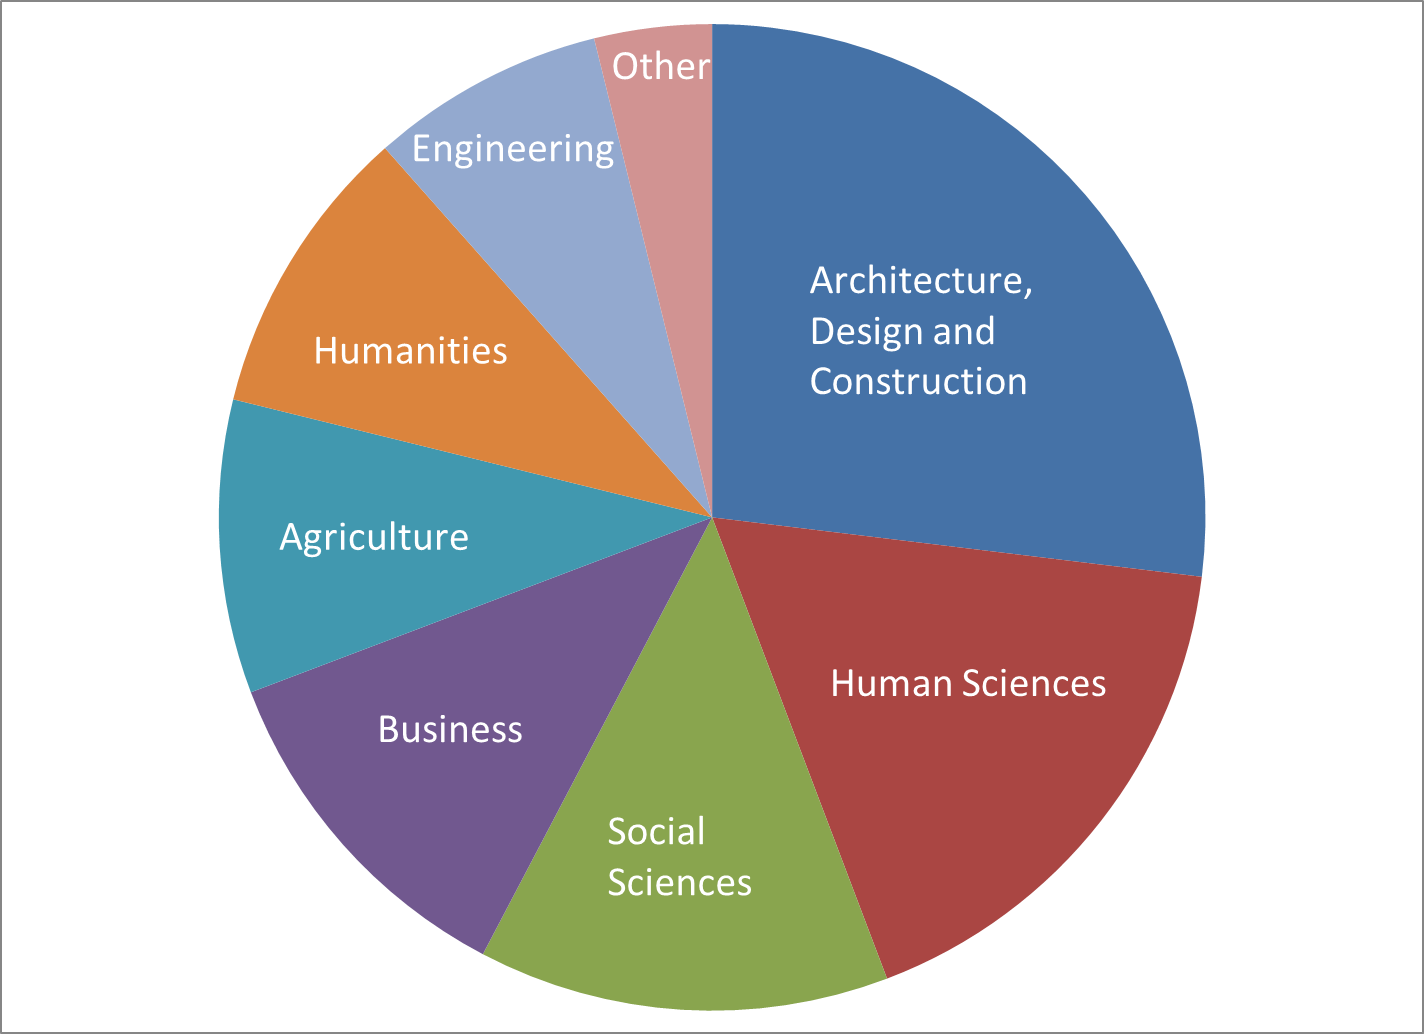 Other
Engineering
Architecture,
Design and
Construction
Humanities
Agriculture
Human Sciences
Business
Social
Sciences